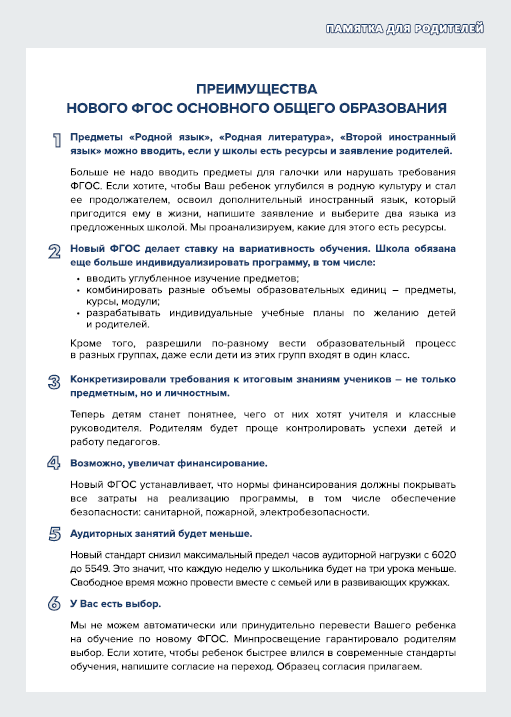 ПАМЯТКА ДЛЯ РОДИТЕЛЕЙ
ПРЕИМУЩЕСТВА
НОВОГО ФГОС ОСНОВНОГО ОБЩЕГО ОБРАЗОВАНИЯ
1 Предметы «Родной язык», «Родная литература», «Второй иностранный
язык» можно вводить, если у школы есть ресурсы и заявление родителей.
Больше не надо вводить предметы для галочки или нарушать требования
ФГОС. Если хотите, чтобы Ваш ребенок углубился в родную культуру и стал
ее продолжателем, освоил дополнительный иностранный язык, который
пригодится ему в жизни, напишите заявление и выберите два языка из
предложенных школой. Мы проанализируем, какие для этого есть ресурсы.
2 Новый ФГОС делает ставку на вариативность обучения. Школа обязана
еще больше индивидуализировать программу, в том числе:
• вводить углубленное изучение предметов;
• комбинировать разные объемы образовательных единиц – предметы,
курсы, модули;
• разрабатывать индивидуальные учебные планы по желанию детей
и родителей.
Кроме того, разрешили по-разному вести образовательный процесс
в разных группах, даже если дети из этих групп входят в один класс.
3 Конкретизировали требования к итоговым знаниям учеников – не только
предметным, но и личностным.
Теперь детям станет понятнее, чего от них хотят учителя и классные
руководителя. Родителям будет проще контролировать успехи детей и
работу педагогов.
4 Возможно, увеличат финансирование.
Новый ФГОС устанавливает, что нормы финансирования должны покрывать
все затраты на реализацию программы, в том числе обеспечение
безопасности: санитарной, пожарной, электробезопасности.
5 Аудиторных занятий будет меньше.
Новый стандарт снизил максимальный предел часов аудиторной нагрузки с 6020
до 5549. Это значит, что каждую неделю у школьника будет на три урока меньше.
Свободное время можно провести вместе с семьей или в развивающих кружках.
6 У Вас есть выбор.
Мы не можем автоматически или принудительно перевести Вашего ребенка
на обучение по новому ФГОС. Минпросвещение гарантировало родителям
выбор. Если хотите, чтобы ребенок быстрее влился в современные стандарты
обучения, напишите согласие на переход. Образец согласия прилагаем.